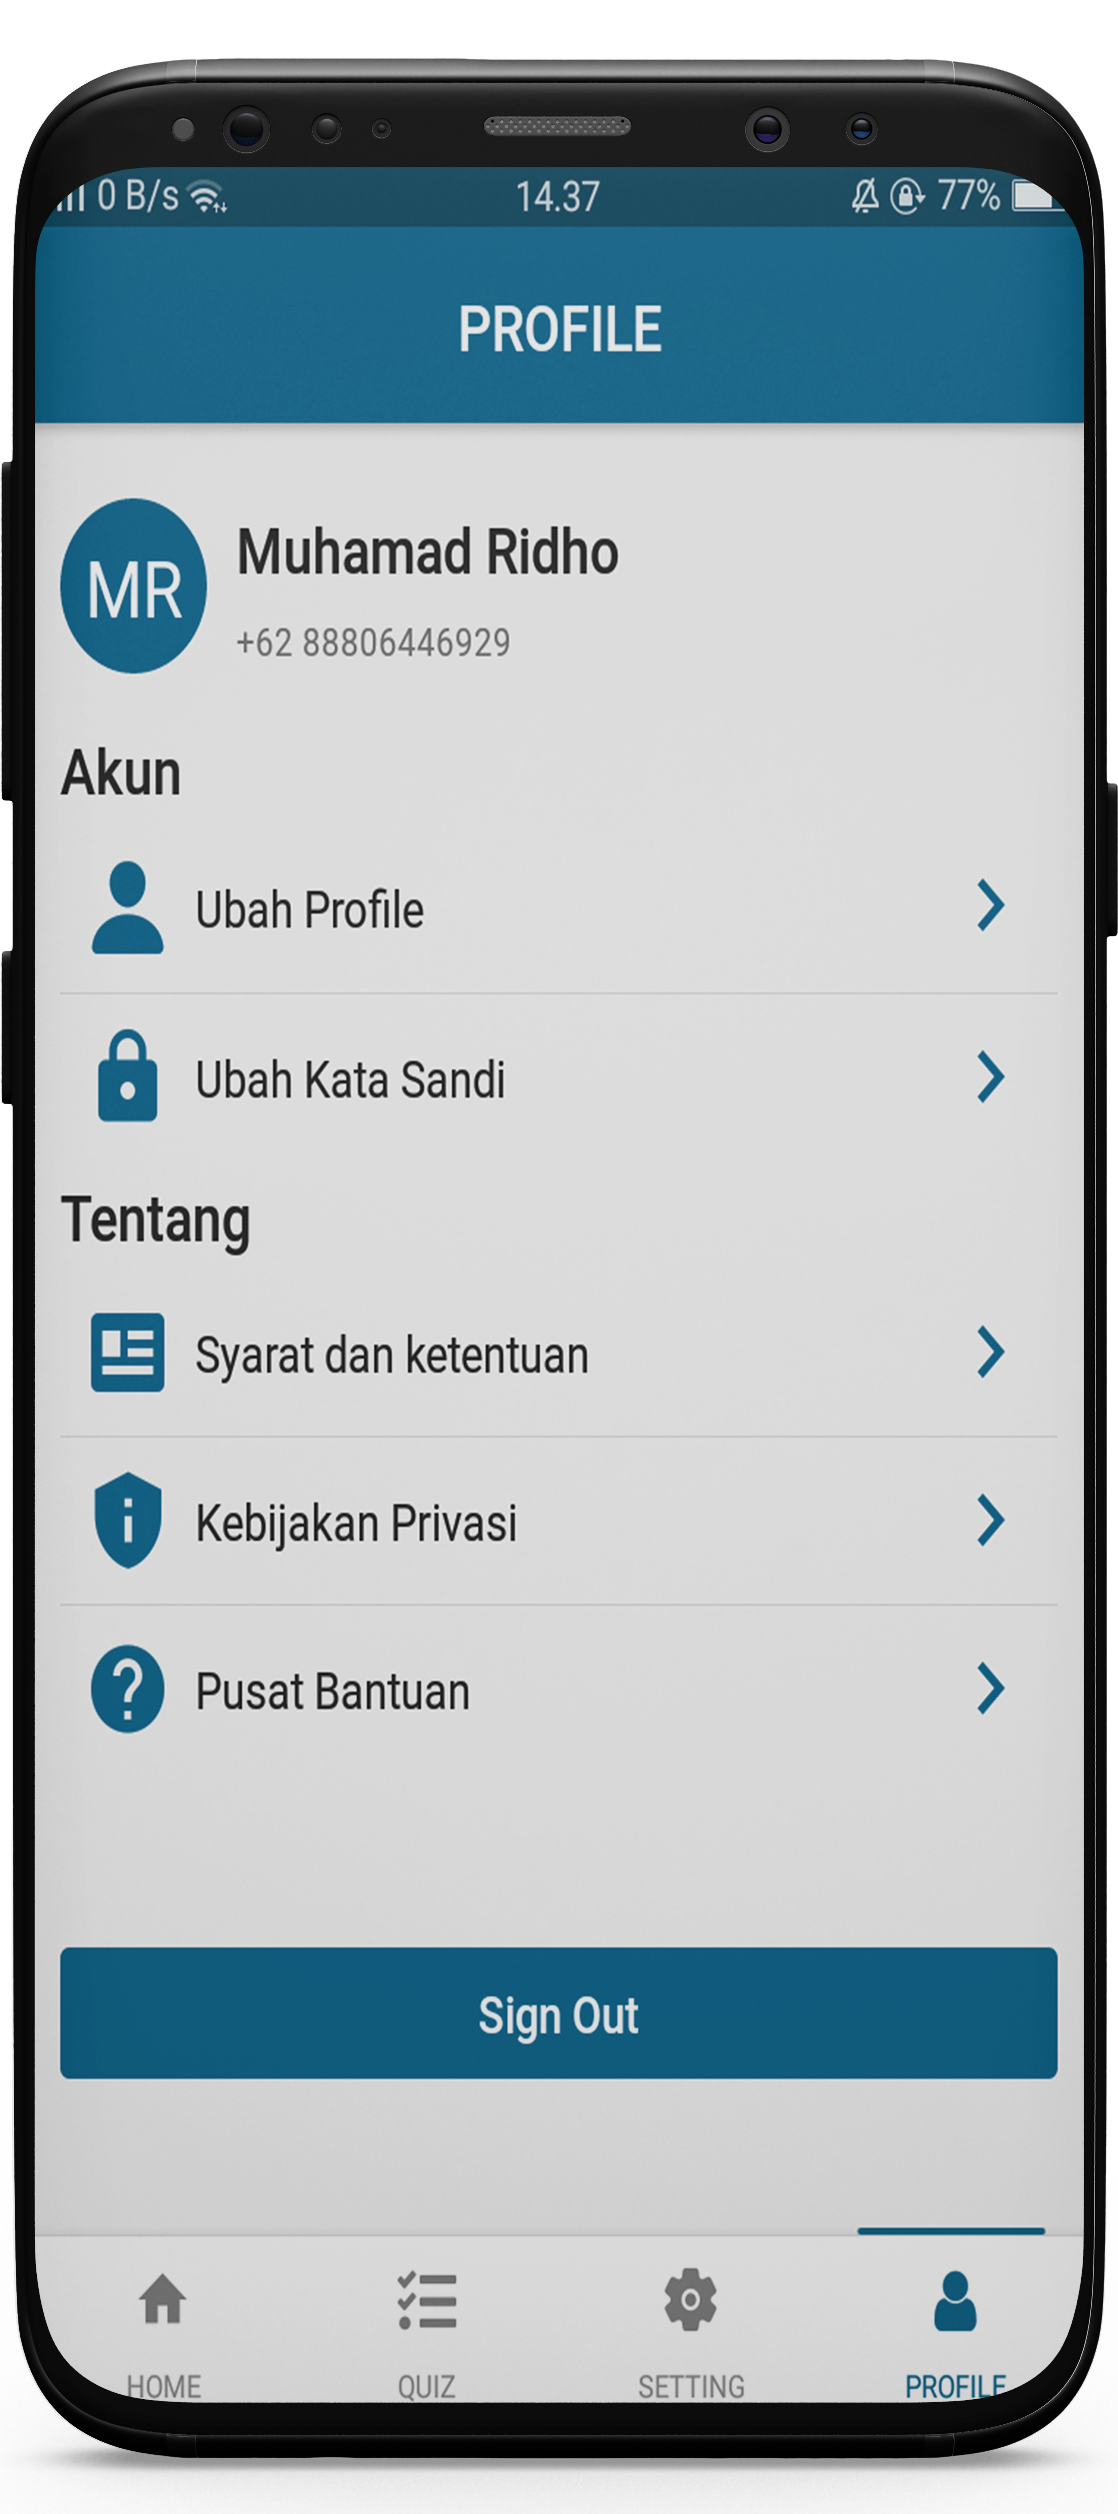 0 B/s 14.37 77%
PROFILE
MR
Muhamad Ridho
+62 88806446929
Akun
Ubah Profile
Ubah Kata Sandi
Tentang
Syarat dan ketentuan
Kebijakan Privasi
Pusat Bantuan
Sign Out
HOME QUIZ SETTING PROFILE